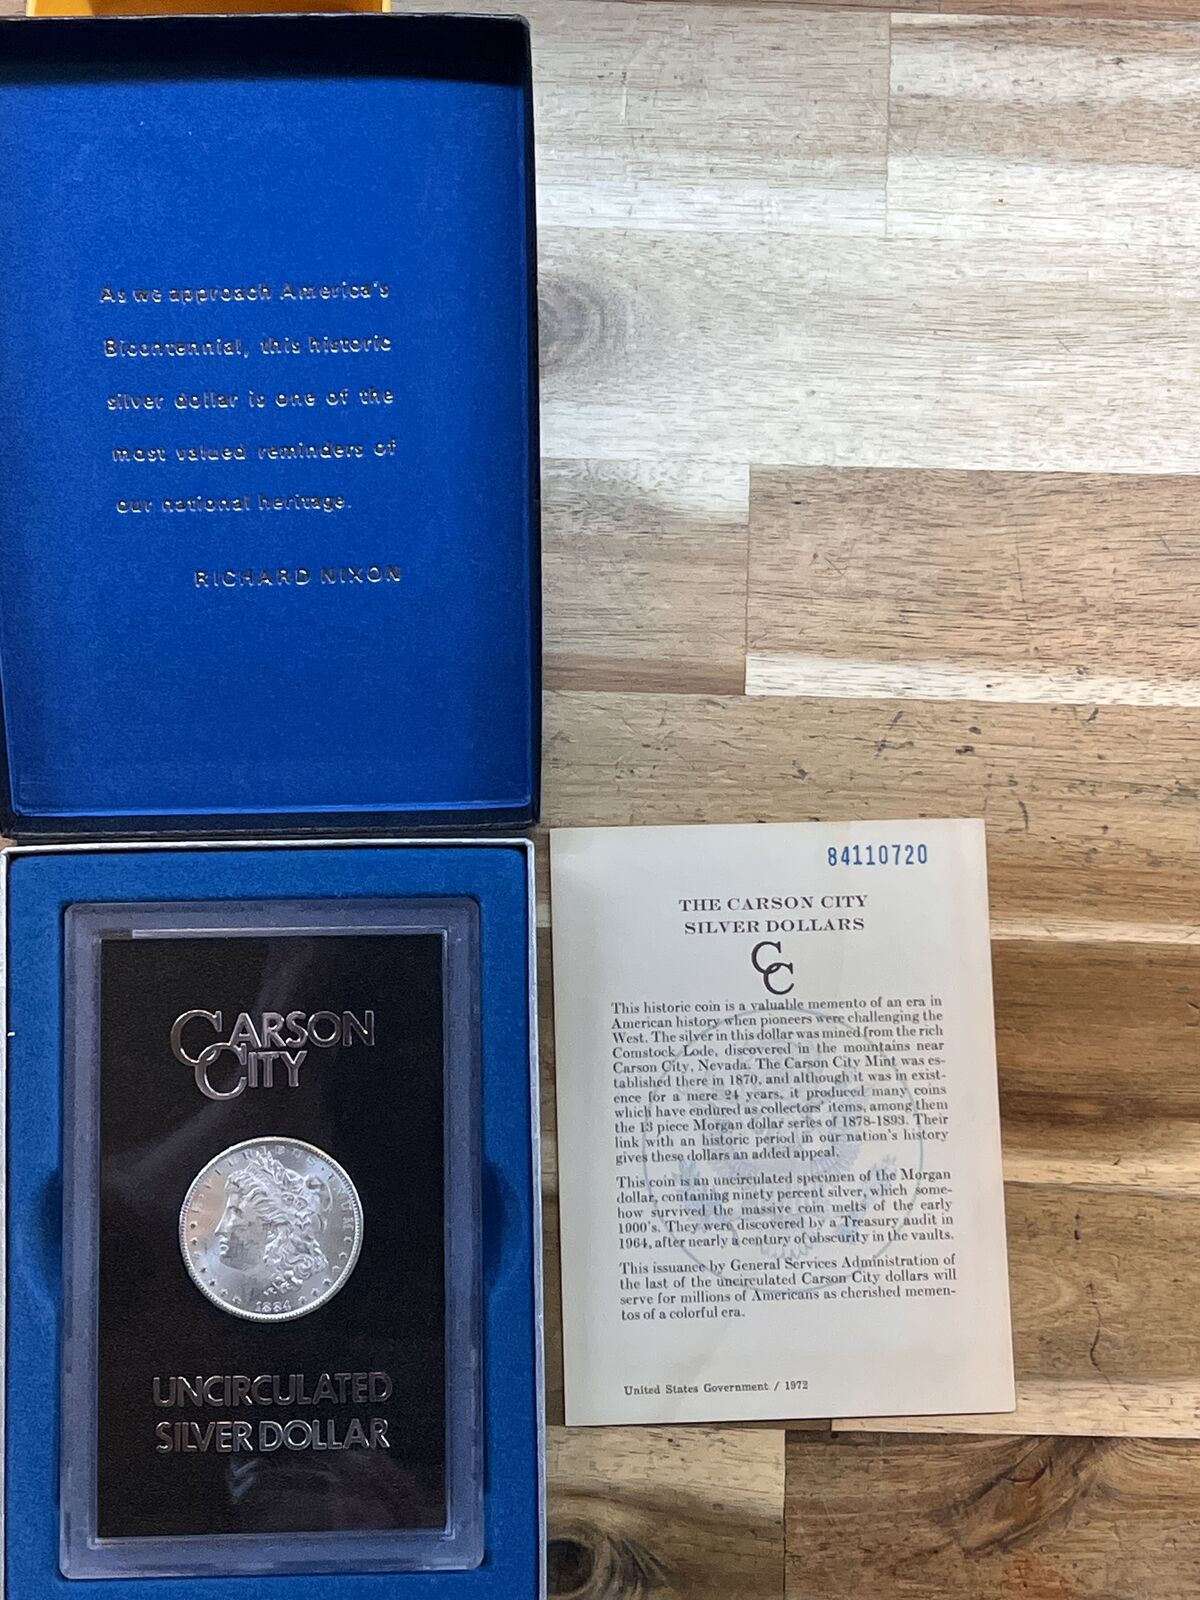 As we approach America's
Bicentennial, this historic
silver dollar is one of the
most valued reminders of
our national heritage.
RICHARD NIXON
CARSON
CITY
1884
UNCIRCULATED
SILVER DOLLAR
84110720
THE CARSON CITY
SILVER DOLLARS
CC
This historic coin is a valuable memento of an era in
American history when pioneers were challenging the
West. The silver in this dollar was mined from the rich
Comstock Lode, discovered in the mountains near
Carson City, Nevada. The Carson City Mint was es-
tablished there in 1870, and although it was in exist-
ence for a mere 24 years, it produced many coins
which have endured as collectors' items, among them
the 13 piece Morgan dollar series of 1878-1893. Their
link with an historic period in our nation's history
gives these dollars an added appeal.
This coin is an uncirculated specimen of the Morgan
dollar, containing ninety percent silver, which some-
how survived the massive coin melts of the early
1900's. They were discovered by a Treasury audit in
1964, after nearly a century of obscurity in the vaults.
This issuance by General Services Administration of
the last of the uncirculated Carson City dollars will
serve for millions of Americans as cherished memen-
tos of a colorful era.
United States Government / 1972